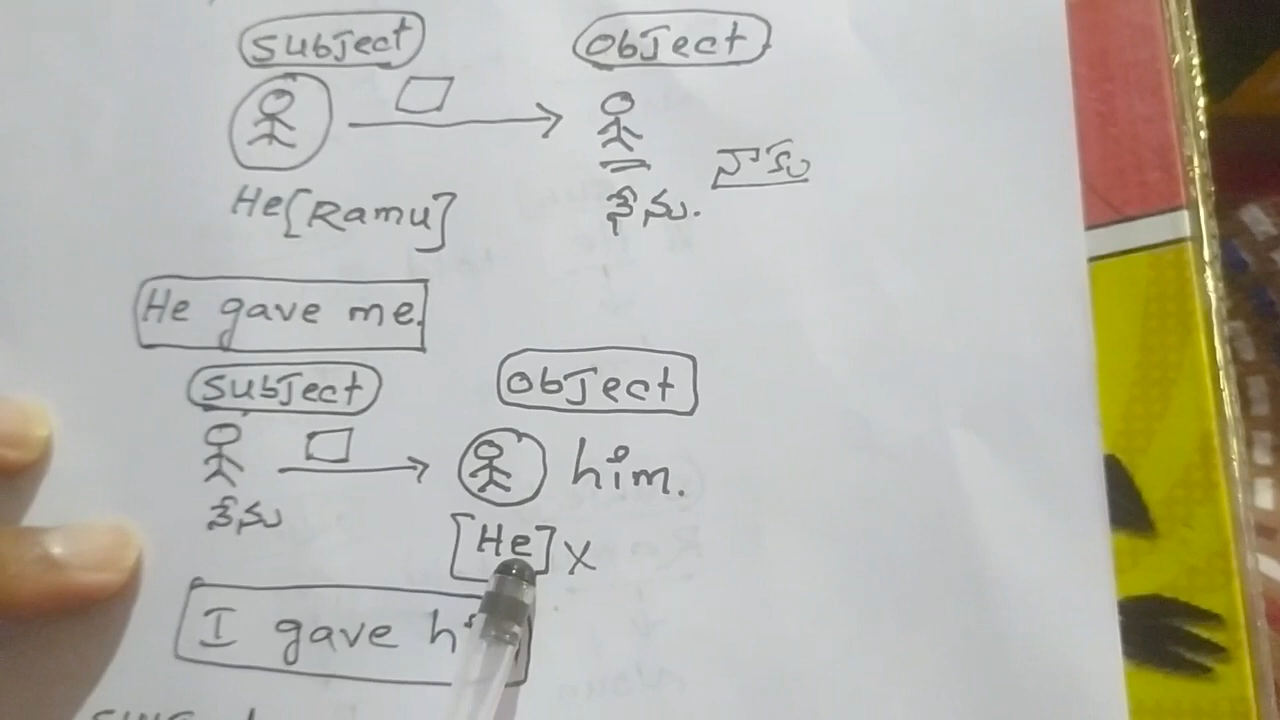 SUBJect ObJect
నాకు
He[Ramu] నేను.
He gave me.
SUBJect ObJect
him.
నేను
[He] X
I gave